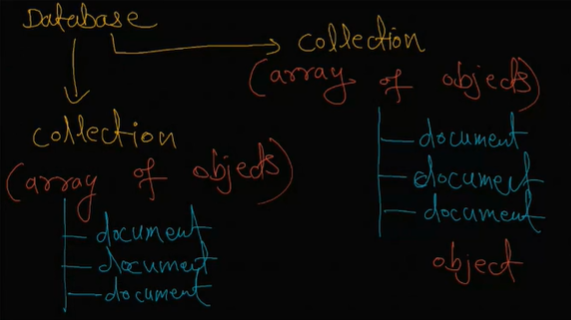 Database
collection
(array of objects)
document
document
document
object
collection
(array of objects)
document
document
document